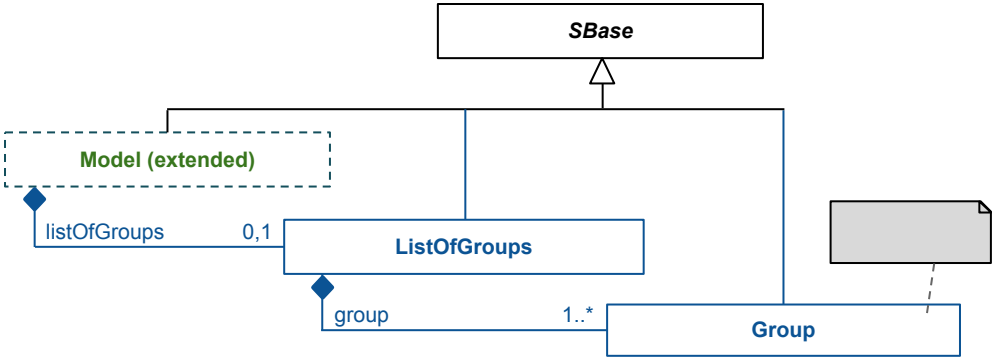 SBase
Model (extended)
listOfGroups 0,1
ListOfGroups
group 1..*
Group